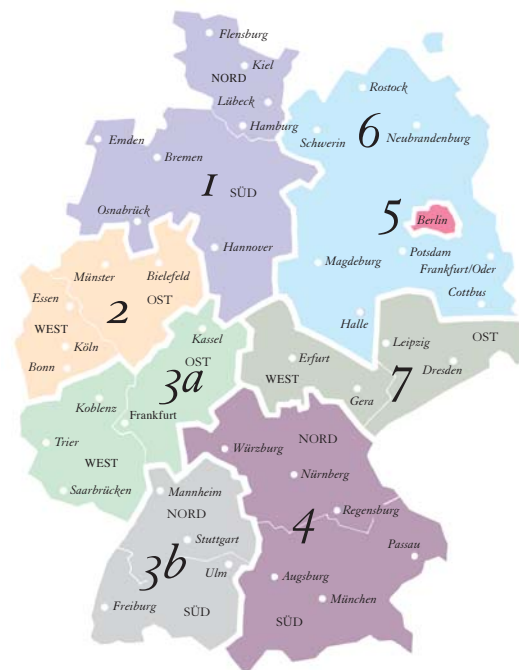 Flensburg
Kiel
NORD
Lübeck
Hamburg
Rostock
Schwerin
6
Neubrandenburg
Emden
Bremen
1
SÜD
Osnabrück
Hannover
5
Berlin
Potsdam
Magdeburg
Frankfurt/Oder
Cottbus
Halle
Münster
Bielefeld
OST
2
Essen
WEST
Köln
Bonn
Kassel
OST
3a
Koblenz
Frankfurt
Trier
WEST
Saarbrücken
Erfurt
WEST
Gera
7
Leipzig
OST
Dresden
Würzburg
NORD
Nürnberg
Regensburg
4
Passau
Augsburg
München
SÜD
Mannheim
NORD
Stuttgart
3b
Ulm
Freiburg
SÜD